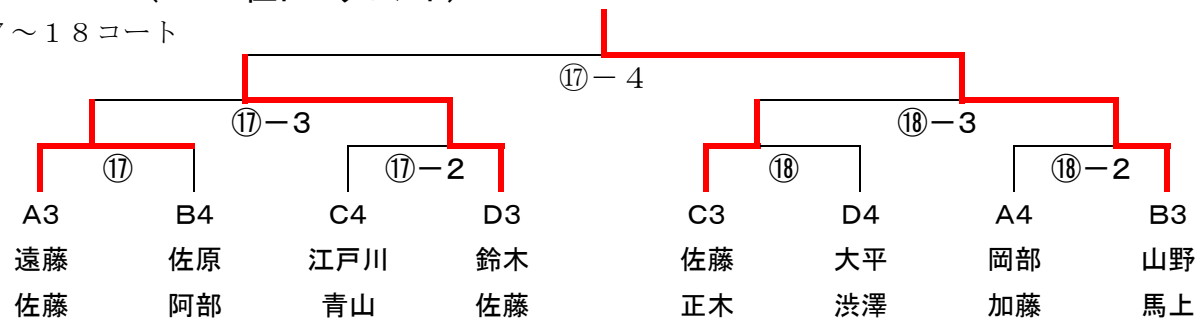 ～１８コート
⑰－４
⑰－3 ⑱－3
⑰ ⑰－2 ⑱ ⑱－2
A3 B4 C4 D3 C3 D4 A4 B3
遠藤 佐原 江戸川 鈴木 佐藤 大平 岡部 山野
佐藤 阿部 青山 佐藤 正木 渋澤 加藤 馬上